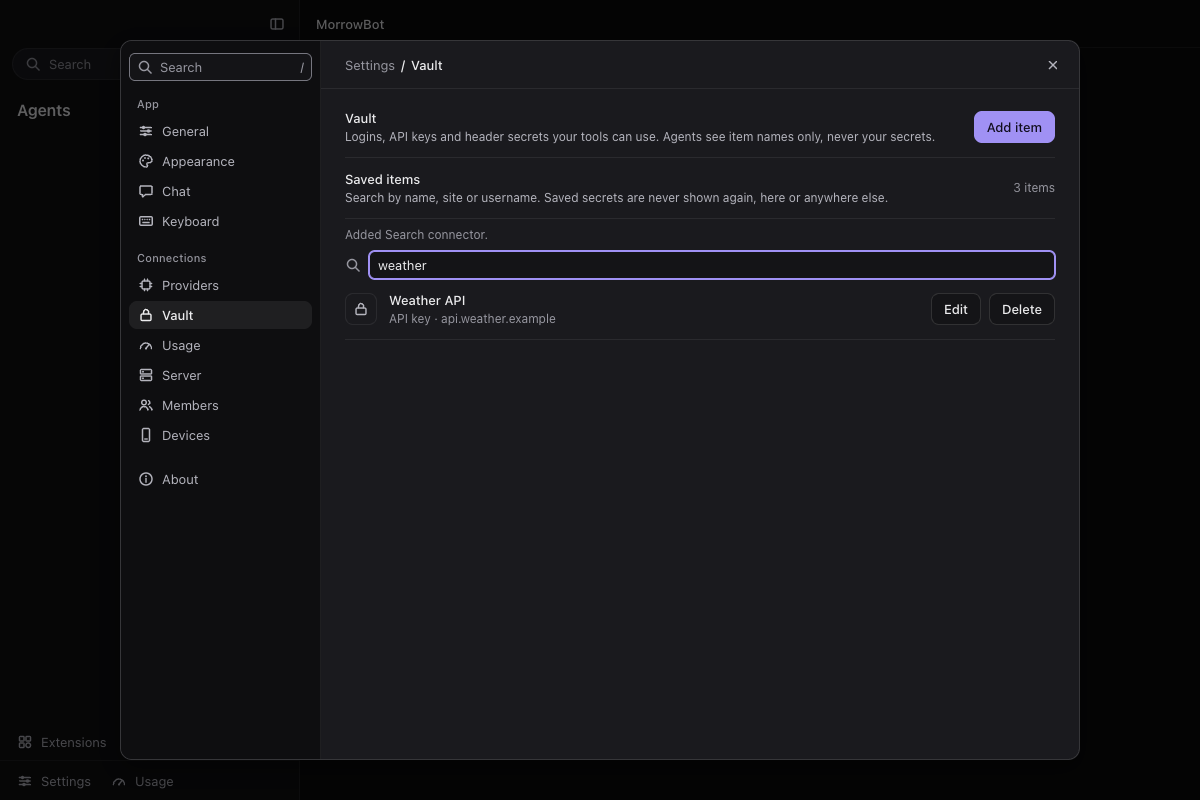 MorrowBot
Search
Agents
Extensions
Settings
Usage
Search /
App
General
Appearance
Chat
Keyboard
Connections
Providers
Vault
Usage
Server
Members
Devices
About
Settings / Vault
Vault
Logins, API keys and header secrets your tools can use. Agents see item names only, never your secrets.
Add item
Saved items
Search by name, site or username. Saved secrets are never shown again, here or anywhere else.
3 items
Added Search connector.
weather
Weather API
API key · api.weather.example
Edit
Delete